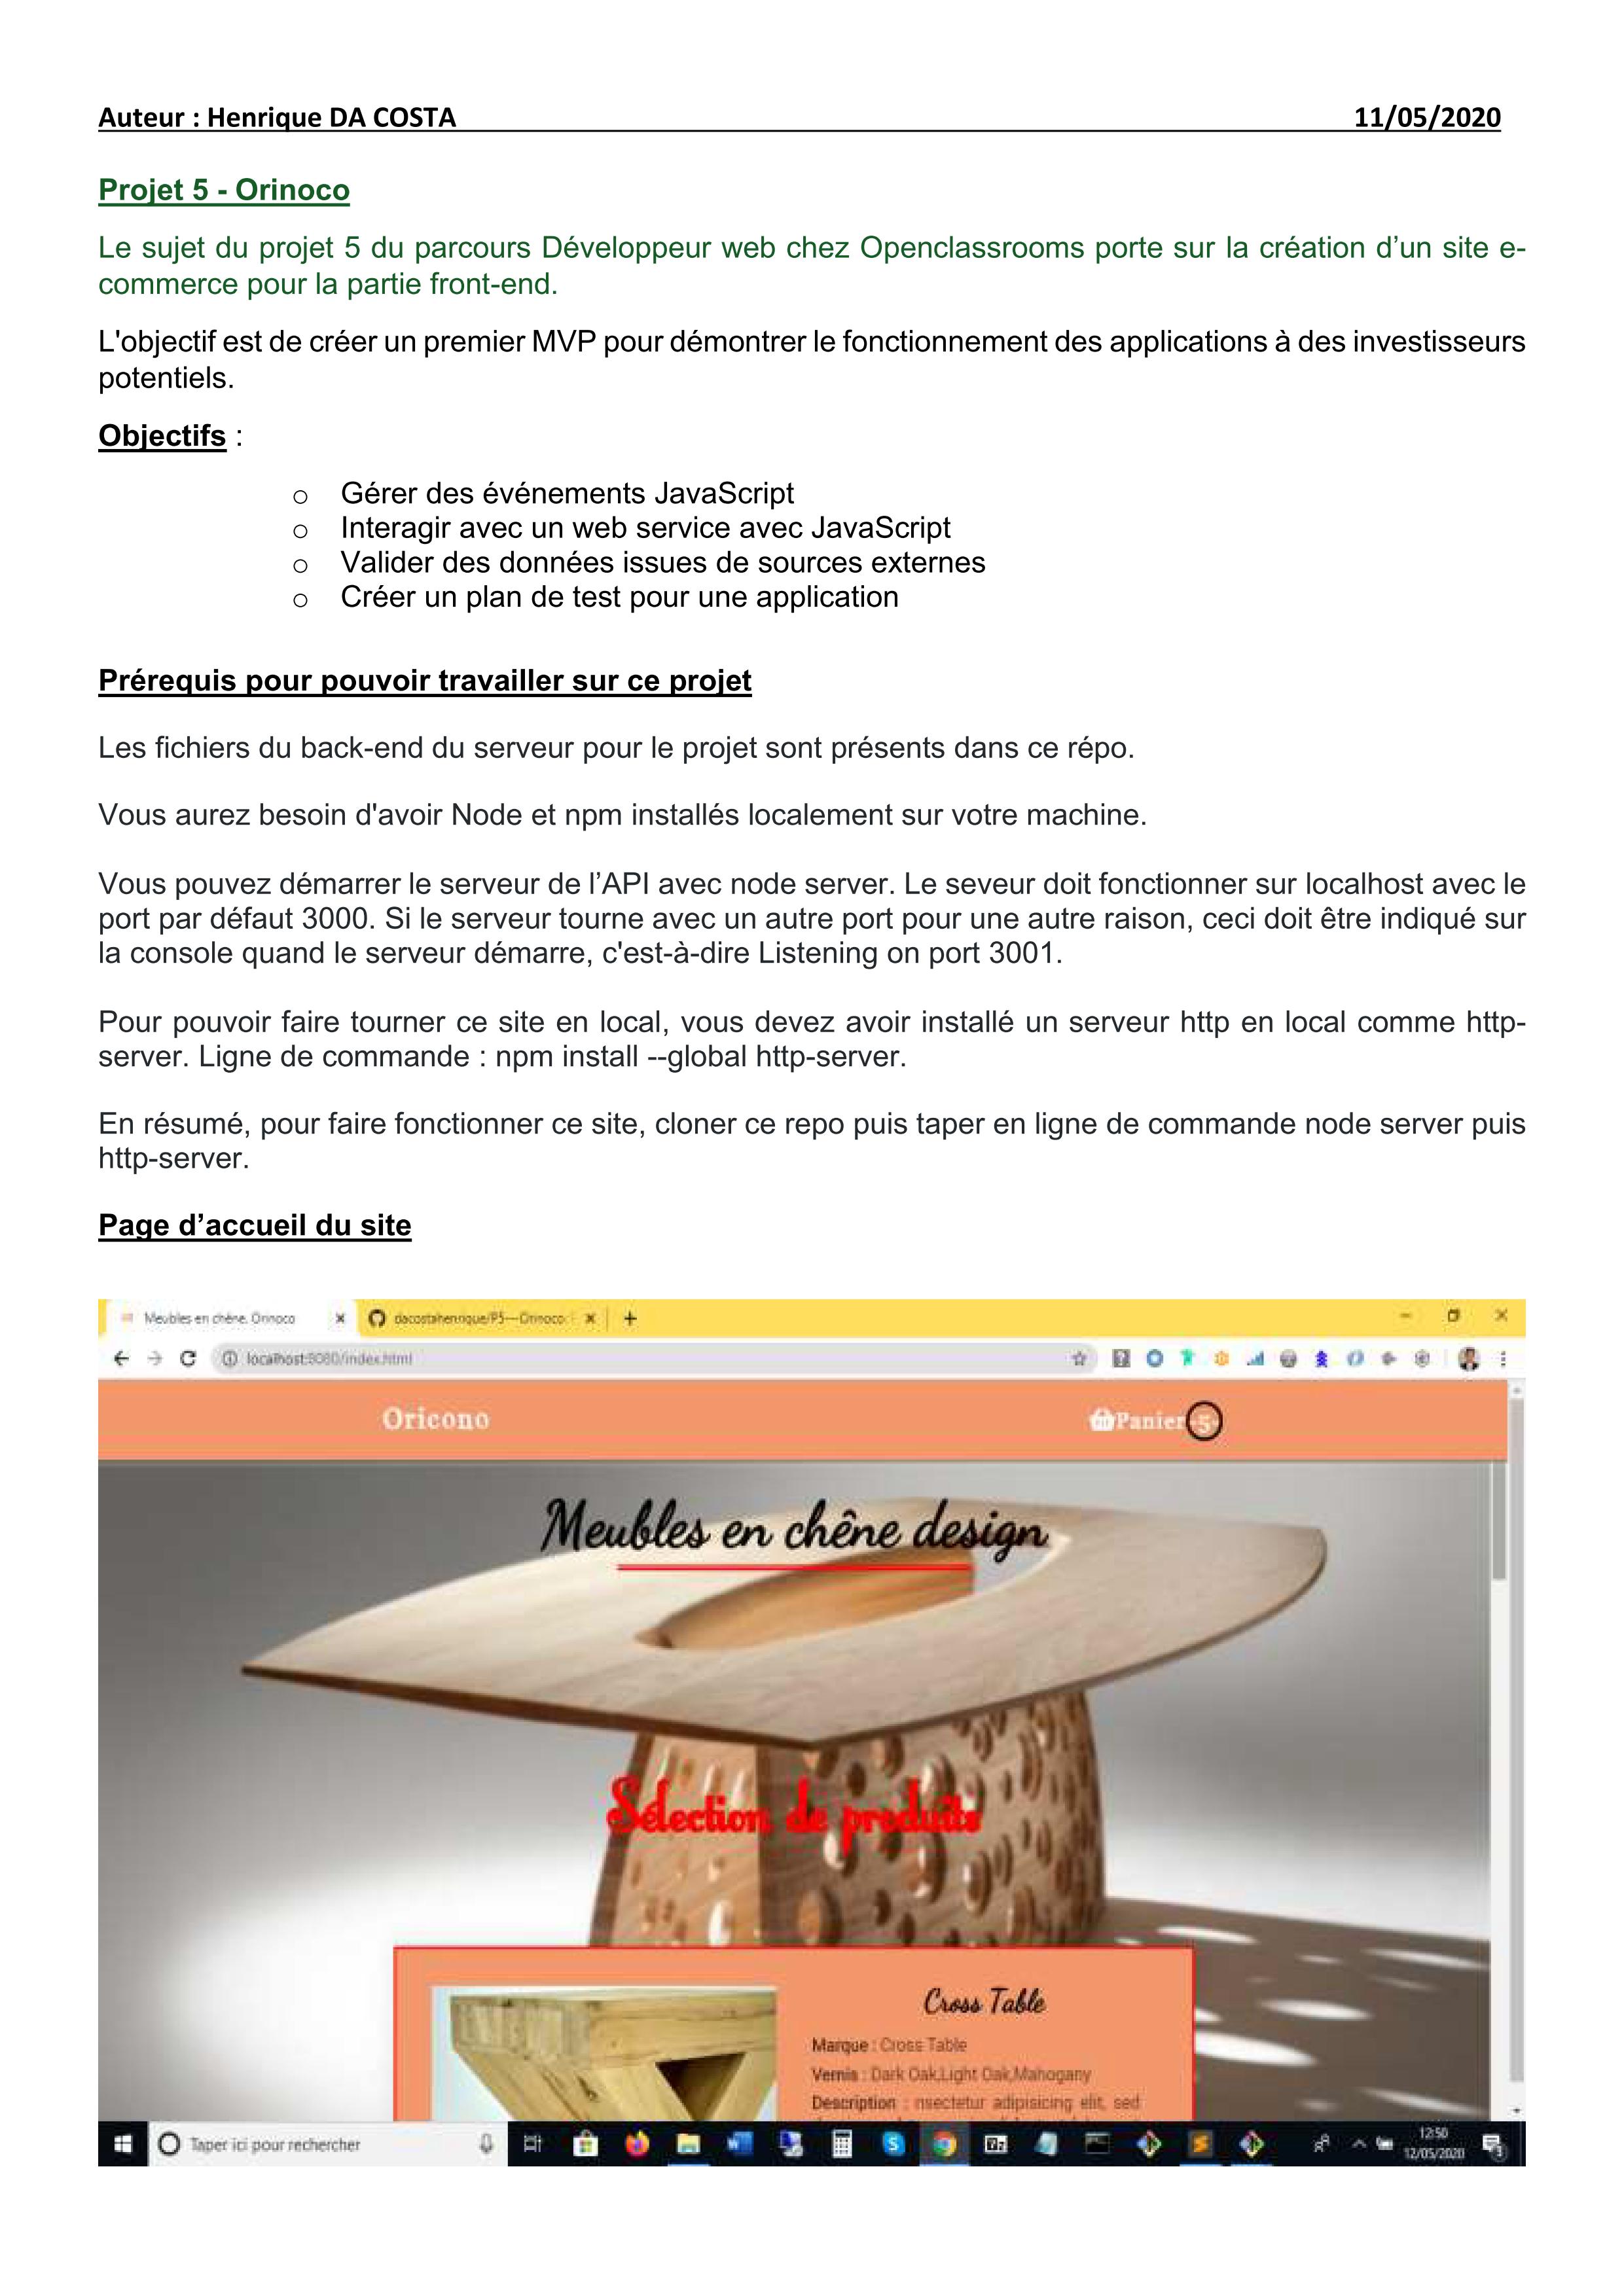 Auteur : Henrique DA COSTA 11/05/2020
Projet 5 - Orinoco
Le sujet du projet 5 du parcours Développeur web chez Openclassrooms porte sur la création d’un site e-
commerce pour la partie front-end.
L'objectif est de créer un premier MVP pour démontrer le fonctionnement des applications à des investisseurs
potentiels.
Objectifs :
o Gérer des événements JavaScript
o Interagir avec un web service avec JavaScript
o Valider des données issues de sources externes
o Créer un plan de test pour une application
Prérequis pour pouvoir travailler sur ce projet
Les fichiers du back-end du serveur pour le projet sont présents dans ce répo.
Vous aurez besoin d'avoir Node et npm installés localement sur votre machine.
Vous pouvez démarrer le serveur de l’API avec node server. Le seveur doit fonctionner sur localhost avec le
port par défaut 3000. Si le serveur tourne avec un autre port pour une autre raison, ceci doit être indiqué sur
la console quand le serveur démarre, c'est-à-dire Listening on port 3001.
Pour pouvoir faire tourner ce site en local, vous devez avoir installé un serveur http en local comme http-
server. Ligne de commande : npm install --global http-server.
En résumé, pour faire fonctionner ce site, cloner ce repo puis taper en ligne de commande node server puis
http-server.
Page d’accueil du site
Meubles en chêne. Orinoco dacostahenrique/P5---Orinoco:
localhost:8080/index.html
Oricono Panier -5-
Meubles en chêne design
Sélection de produits
Cross Table
Marque : Cross Table
Vernis : Dark Oak,Light Oak,Mahogany
Description : nsectetur adipisicing elit, sed
Taper ici pour rechercher
12:50
12/05/2020